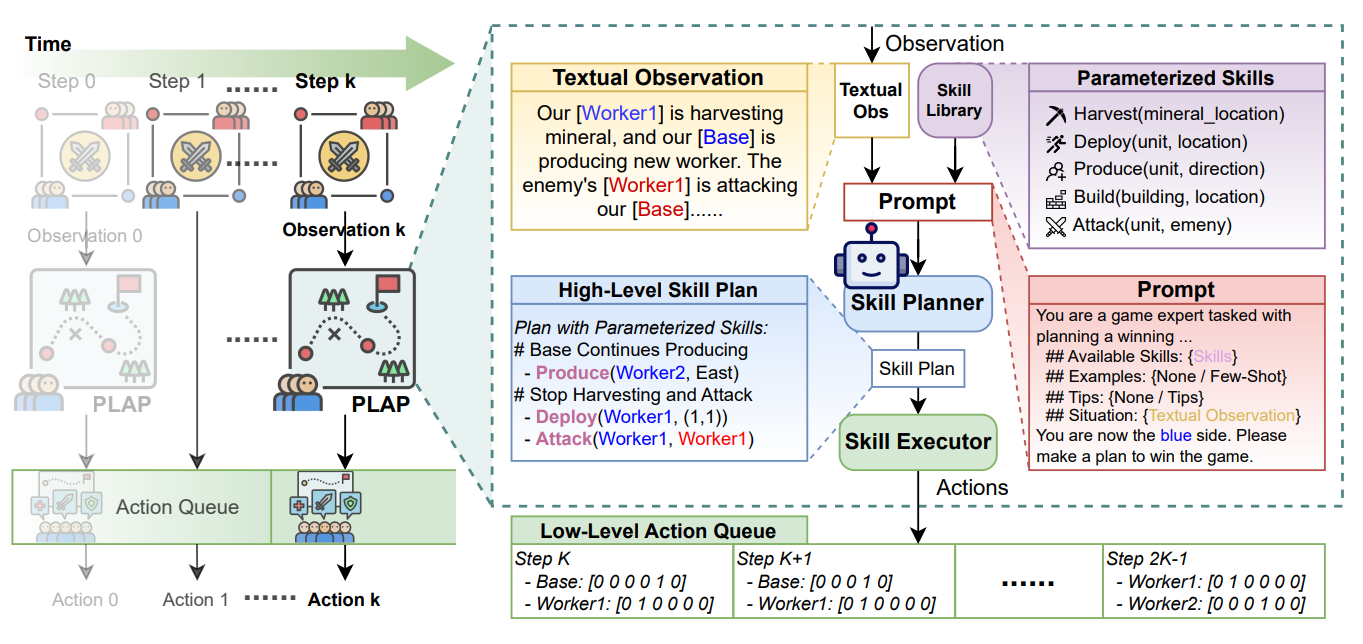 Time
Step 0
Step 1
......
Step k
......
Observation 0
Observation k
......
PLAP
PLAP
Action Queue
Action 0
Action 1
......
Action k
Observation
Textual Observation
Our [Worker1] is harvesting
mineral, and our [Base] is
producing new worker. The
enemy's [Worker1] is attacking
our [Base]......
Textual
Obs
Skill
Library
Parameterized Skills
Harvest(mineral_location)
Deploy(unit, location)
Produce(unit, direction)
Build(building, location)
Attack(unit, emeny)
Prompt
Skill Planner
Skill Plan
Skill Executor
Actions
High-Level Skill Plan
Plan with Parameterized Skills:
# Base Continues Producing
- Produce(Worker2, East)
# Stop Harvesting and Attack
- Deploy(Worker1, (1,1))
- Attack(Worker1, Worker1)
Prompt
You are a game expert tasked with
planning a winning ...
## Available Skills: {Skills}
## Examples: {None / Few-Shot}
## Tips: {None / Tips}
## Situation: {Textual Observation}
You are now the blue side. Please
make a plan to win the game.
Low-Level Action Queue
Step K
- Base: [0 0 0 0 1 0]
- Worker1: [0 1 0 0 0 0]
Step K+1
- Base: [0 0 0 1 0]
- Worker1: [0 1 0 0 0 0]
......
Step 2K-1
- Worker1: [0 1 0 0 0 0]
- Worker2: [0 0 0 1 0 0]